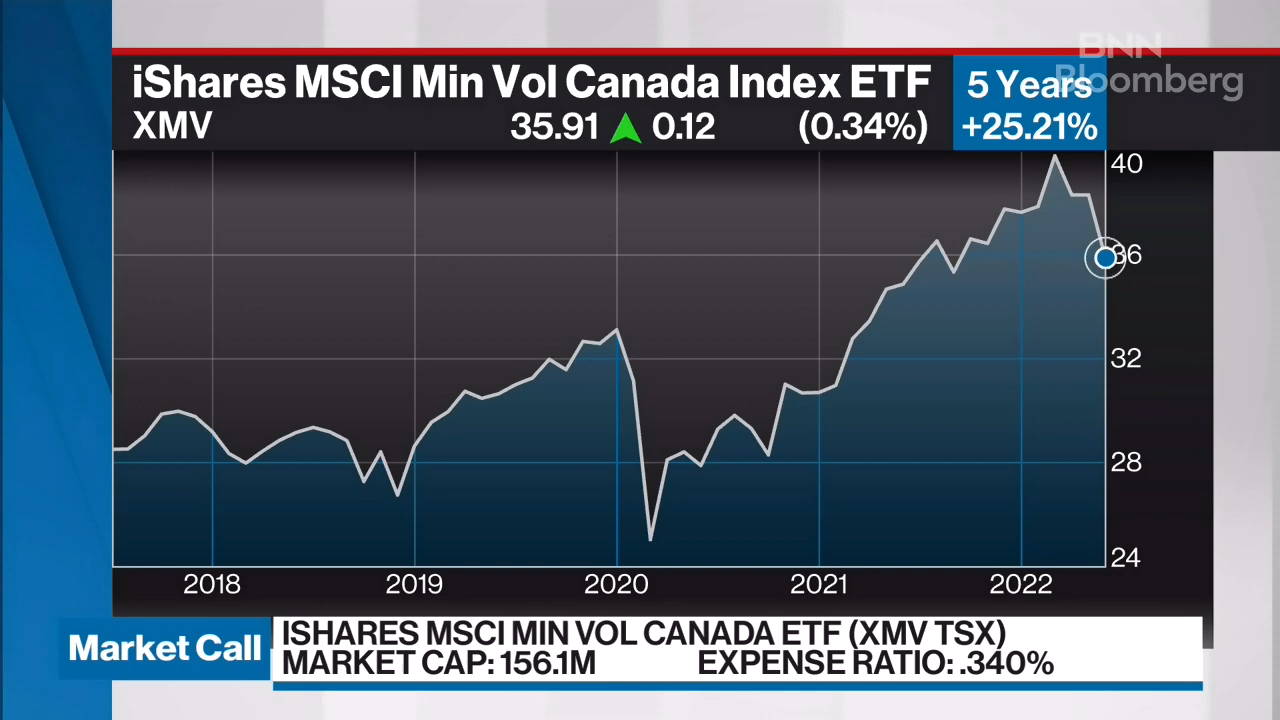 BNN
Bloomberg
iShares MSCI Min Vol Canada Index ETF
XMV 35.91 0.12 (0.34%)
5 Years
+25.21%
40
36
32
28
24
2018 2019 2020 2021 2022
Market Call
ISHARES MSCI MIN VOL CANADA ETF (XMV TSX)
MARKET CAP: 156.1M EXPENSE RATIO: .340%